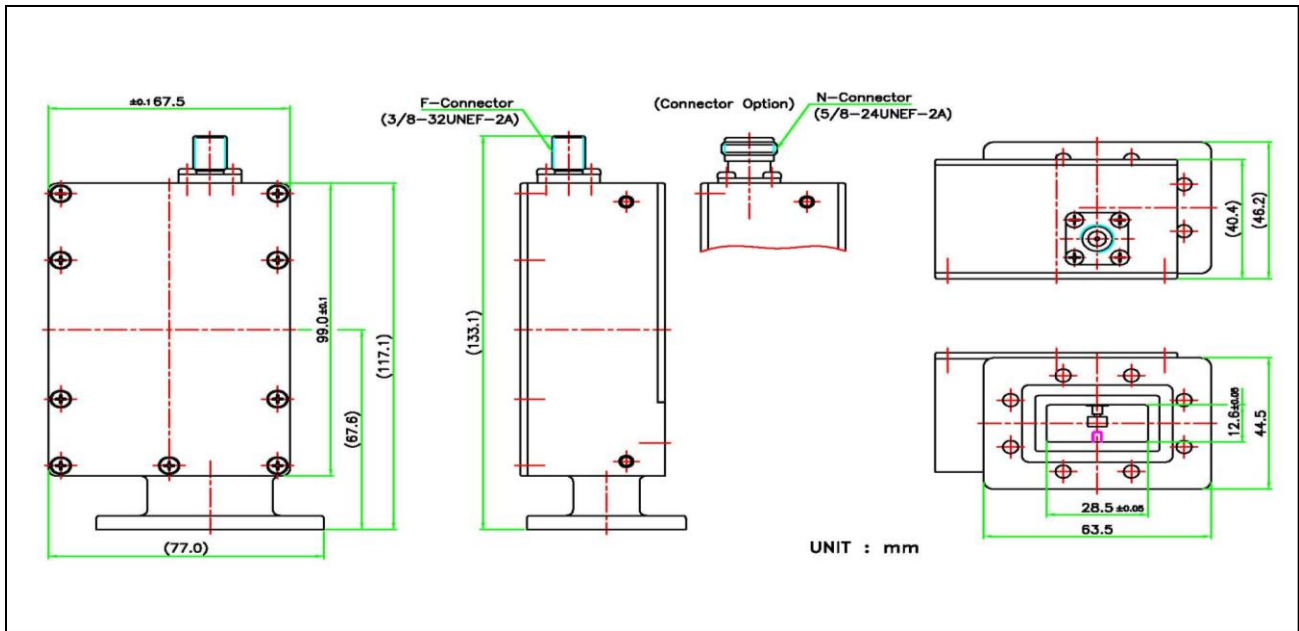 ±0.1 67.5
F-Connector
(3/8-32UNEF-2A)
(Connector Option)
N-Connector
(5/8-24UNEF-2A)
99.0±0.1
(117.1)
(67.6)
(77.0)
(133.1)
(40.4)
(46.2)
12.6±0.05
44.5
28.5±0.05
63.5
UNIT : mm